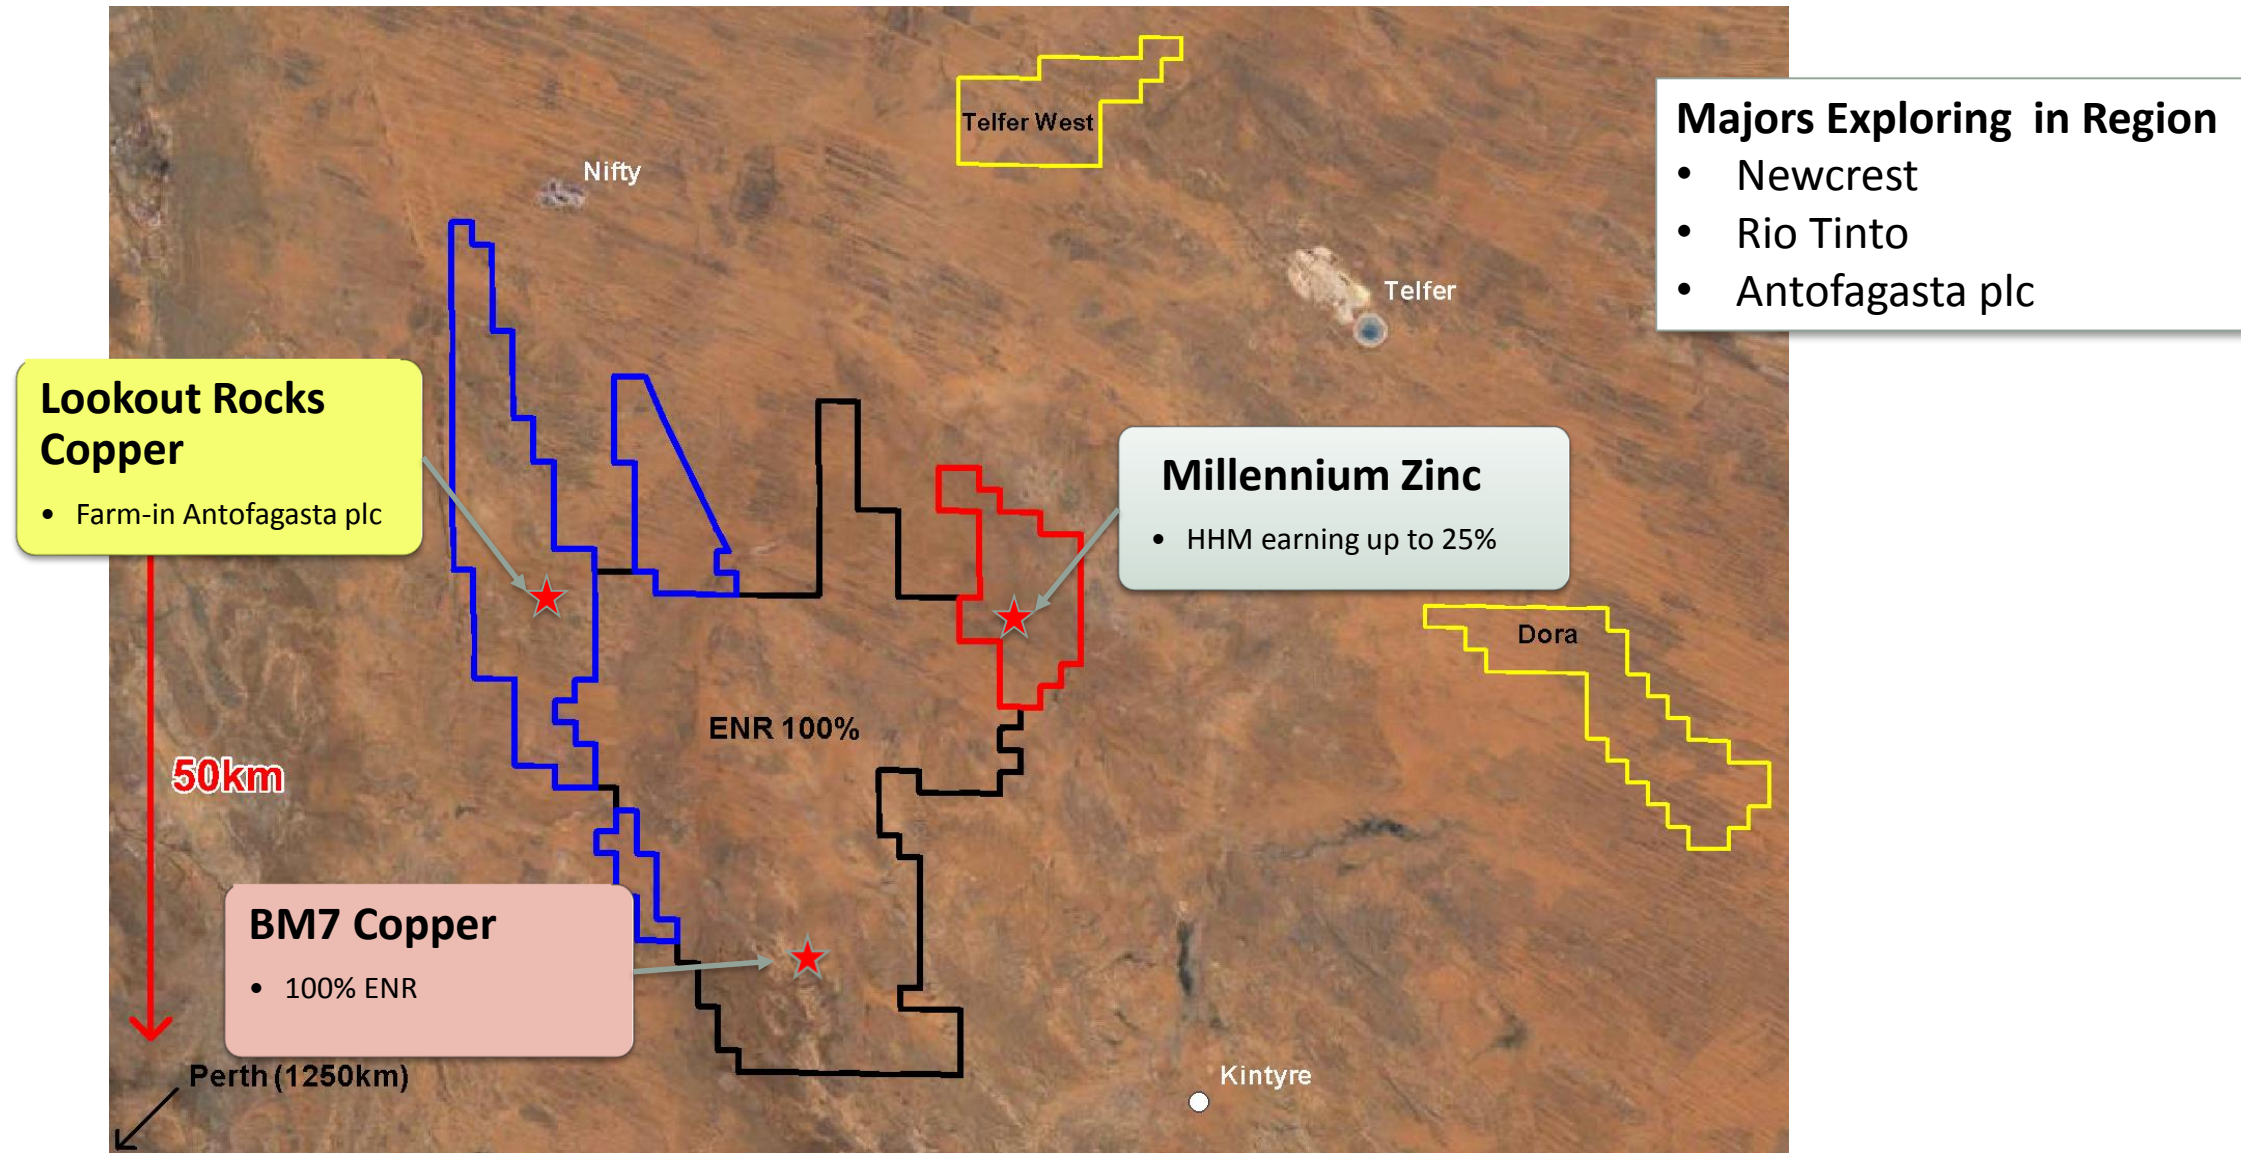 Telfer West
Majors Exploring in Region
• Newcrest
• Rio Tinto
• Antofagasta plc
Nifty
Telfer
Lookout Rocks
Copper
• Farm-in Antofagasta plc
Millennium Zinc
• HHM earning up to 25%
Dora
ENR 100%
50km
BM7 Copper
• 100% ENR
Perth (1250km)
Kintyre